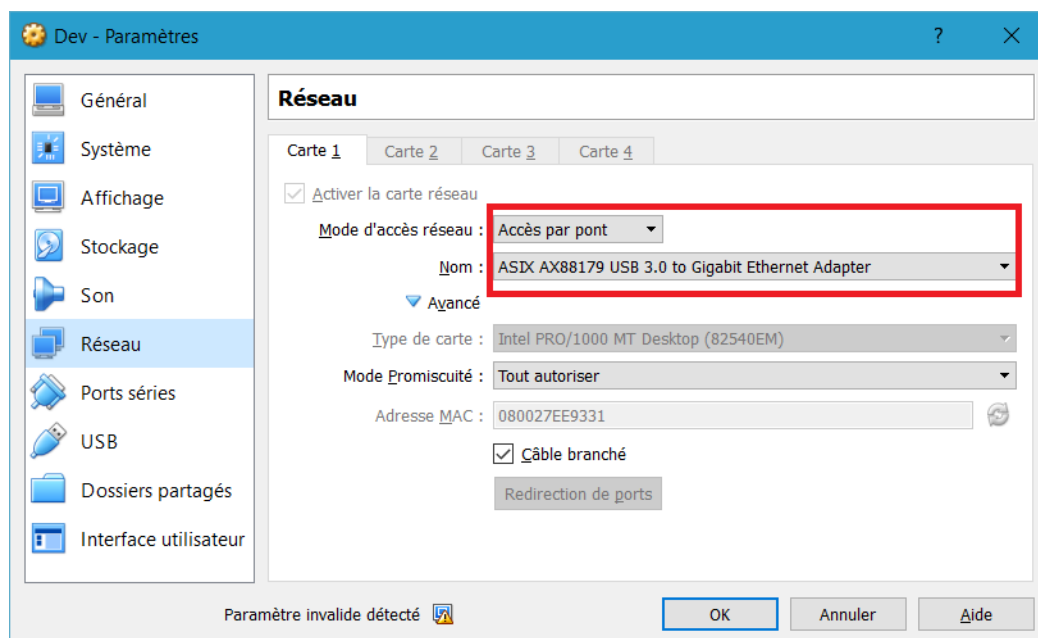 Dev - Paramètres ?
Général
Système
Affichage
Stockage
Son
Réseau
Ports séries
USB
Dossiers partagés
Interface utilisateur
Réseau
Carte 1 Carte 2 Carte 3 Carte 4
Activer la carte réseau
Mode d'accès réseau : Accès par pont
Nom : ASIX AX88179 USB 3.0 to Gigabit Ethernet Adapter
Avancé
Type de carte : Intel PRO/1000 MT Desktop (82540EM)
Mode Promiscuité : Tout autoriser
Adresse MAC : 080027EE9331
Câble branché
Redirection de ports
Paramètre invalide détecté OK Annuler Aide